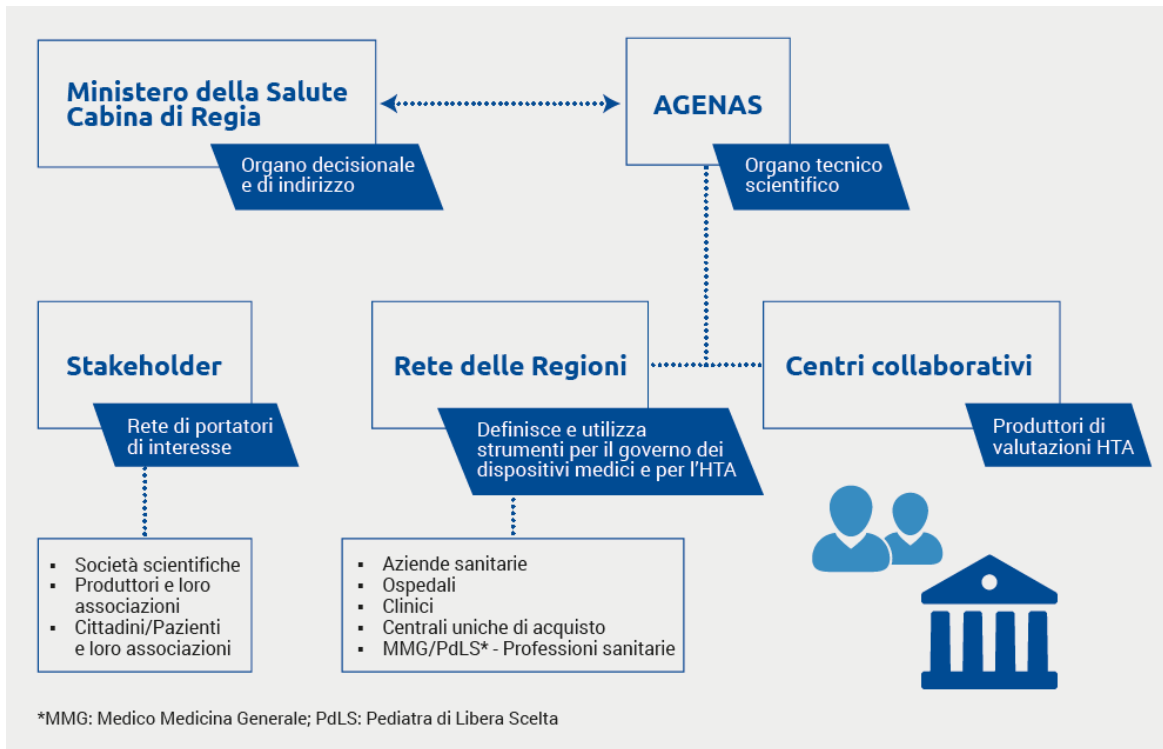 Ministero della Salute
Cabina di Regia
Organo decisionale
e di indirizzo
AGENAS
Organo tecnico
scientifico
Stakeholder
Rete di portatori
di interesse
Rete delle Regioni
Definisce e utilizza
strumenti per il governo dei
dispositivi medici e per l'HTA
Centri collaborativi
Produttori di
valutazioni HTA
▪ Società scientifiche
▪ Produttori e loro
associazioni
▪ Cittadini/Pazienti
e loro associazioni
▪ Aziende sanitarie
▪ Ospedali
▪ Clinici
▪ Centrali uniche di acquisto
▪ MMG/PdLS* - Professioni sanitarie
*MMG: Medico Medicina Generale; PdLS: Pediatra di Libera Scelta